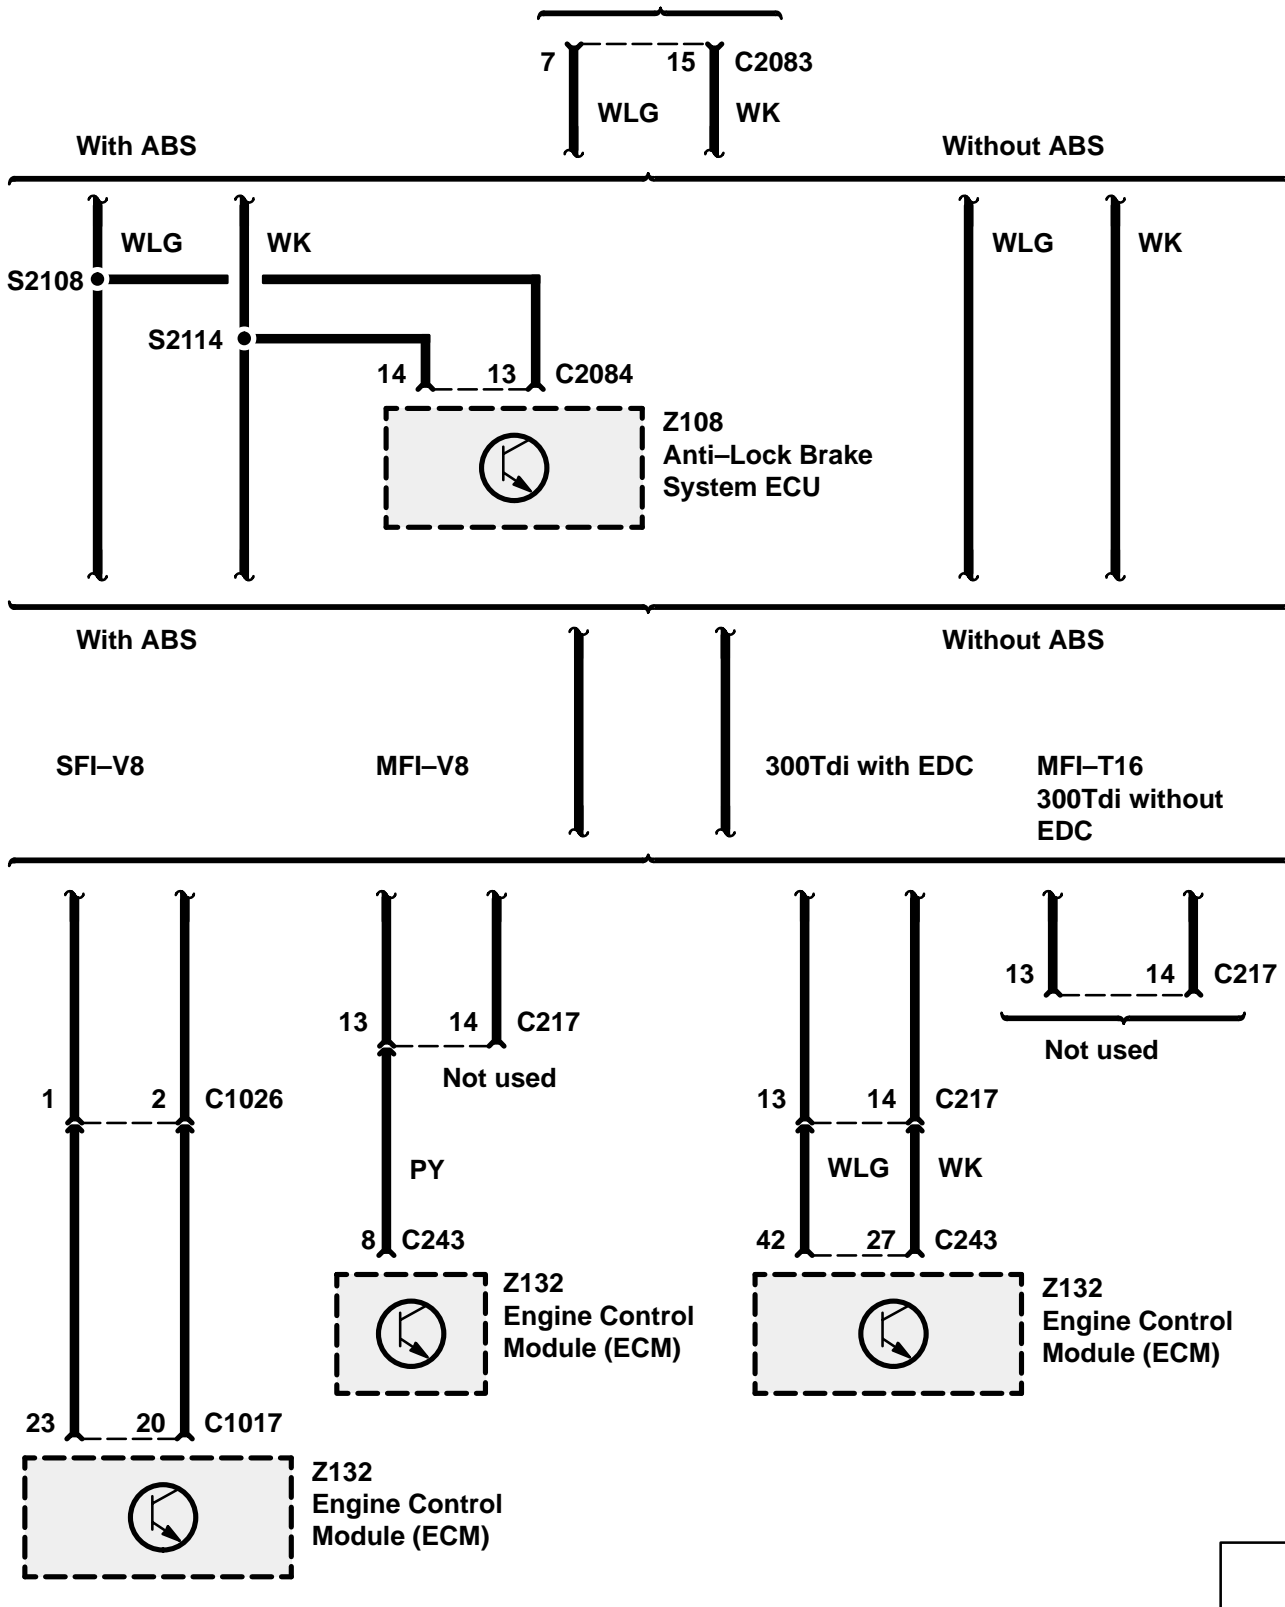 7 15 C2083
WLG WK
With ABS Without ABS
WLG WK WLG WK
S2108
S2114
14 13 C2084
Z108
Anti–Lock Brake
System ECU
With ABS Without ABS
SFI–V8 MFI–V8 300Tdi with EDC MFI–T16
300Tdi without
EDC
13 14 C217
13 14 C217
Not used
Not used
1 2 C1026
13 14 C217
PY
WLG WK
8 C243
42 27 C243
Z132
Engine Control
Module (ECM)
Z132
Engine Control
Module (ECM)
23 20 C1017
Z132
Engine Control
Module (ECM)